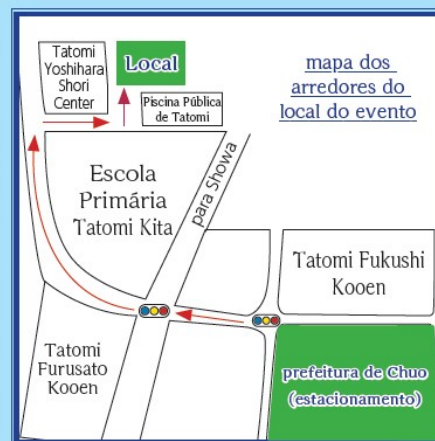 Tatomi
Yoshihara
Shori
Center
Local
Piscina Pública
de Tatomi
mapa dos
arredores do
local do evento
Escola
Primária
Tatomi Kita
para Showa
Tatomi Fukushi
Kooen
Tatomi
Furusato
Kooen
prefeitura de Chuo
(estacionamento)